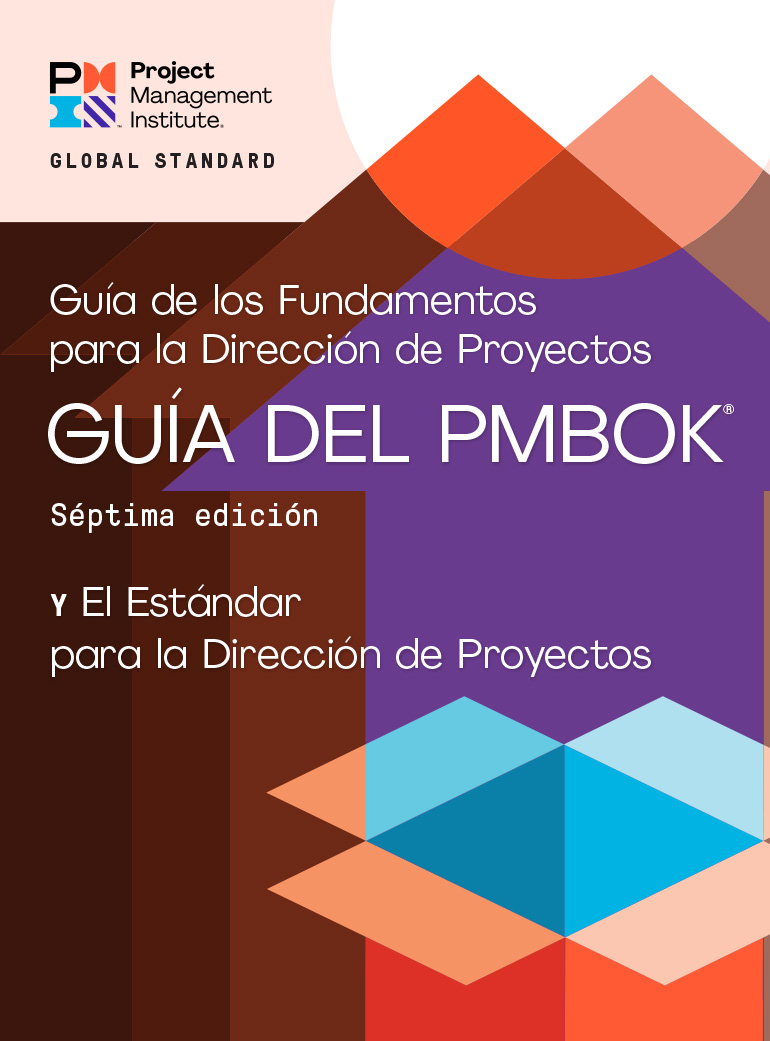 Project
Management
Institute.
GLOBAL STANDARD
Guía de los Fundamentos
para la Dirección de Proyectos
GUÍA DEL PMBOK®
Séptima edición
Y El Estándar
para la Dirección de Proyectos